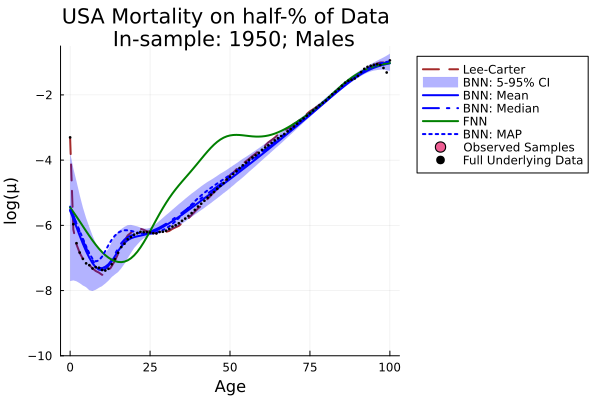 USA Mortality on half-% of Data
In-sample: 1950; Males
Lee-Carter
BNN: 5-95% CI
BNN: Mean
BNN: Median
FNN
BNN: MAP
Observed Samples
Full Underlying Data
log(μ)
−2
−4
−6
−8
−10
0
25
50
75
100
Age